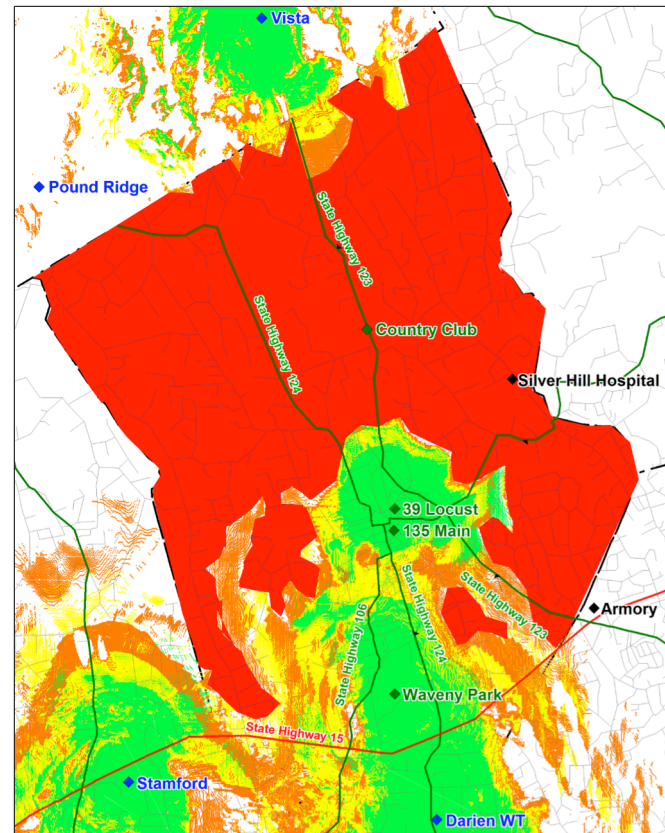 Vista
Pound Ridge
State Highway 123
State Highway 124
Country Club
Silver Hill Hospital
39 Locust
135 Main
State Highway 123
State Highway 124
State Highway 106
Armory
Waveny Park
State Highway 15
Stamford
Darien WT